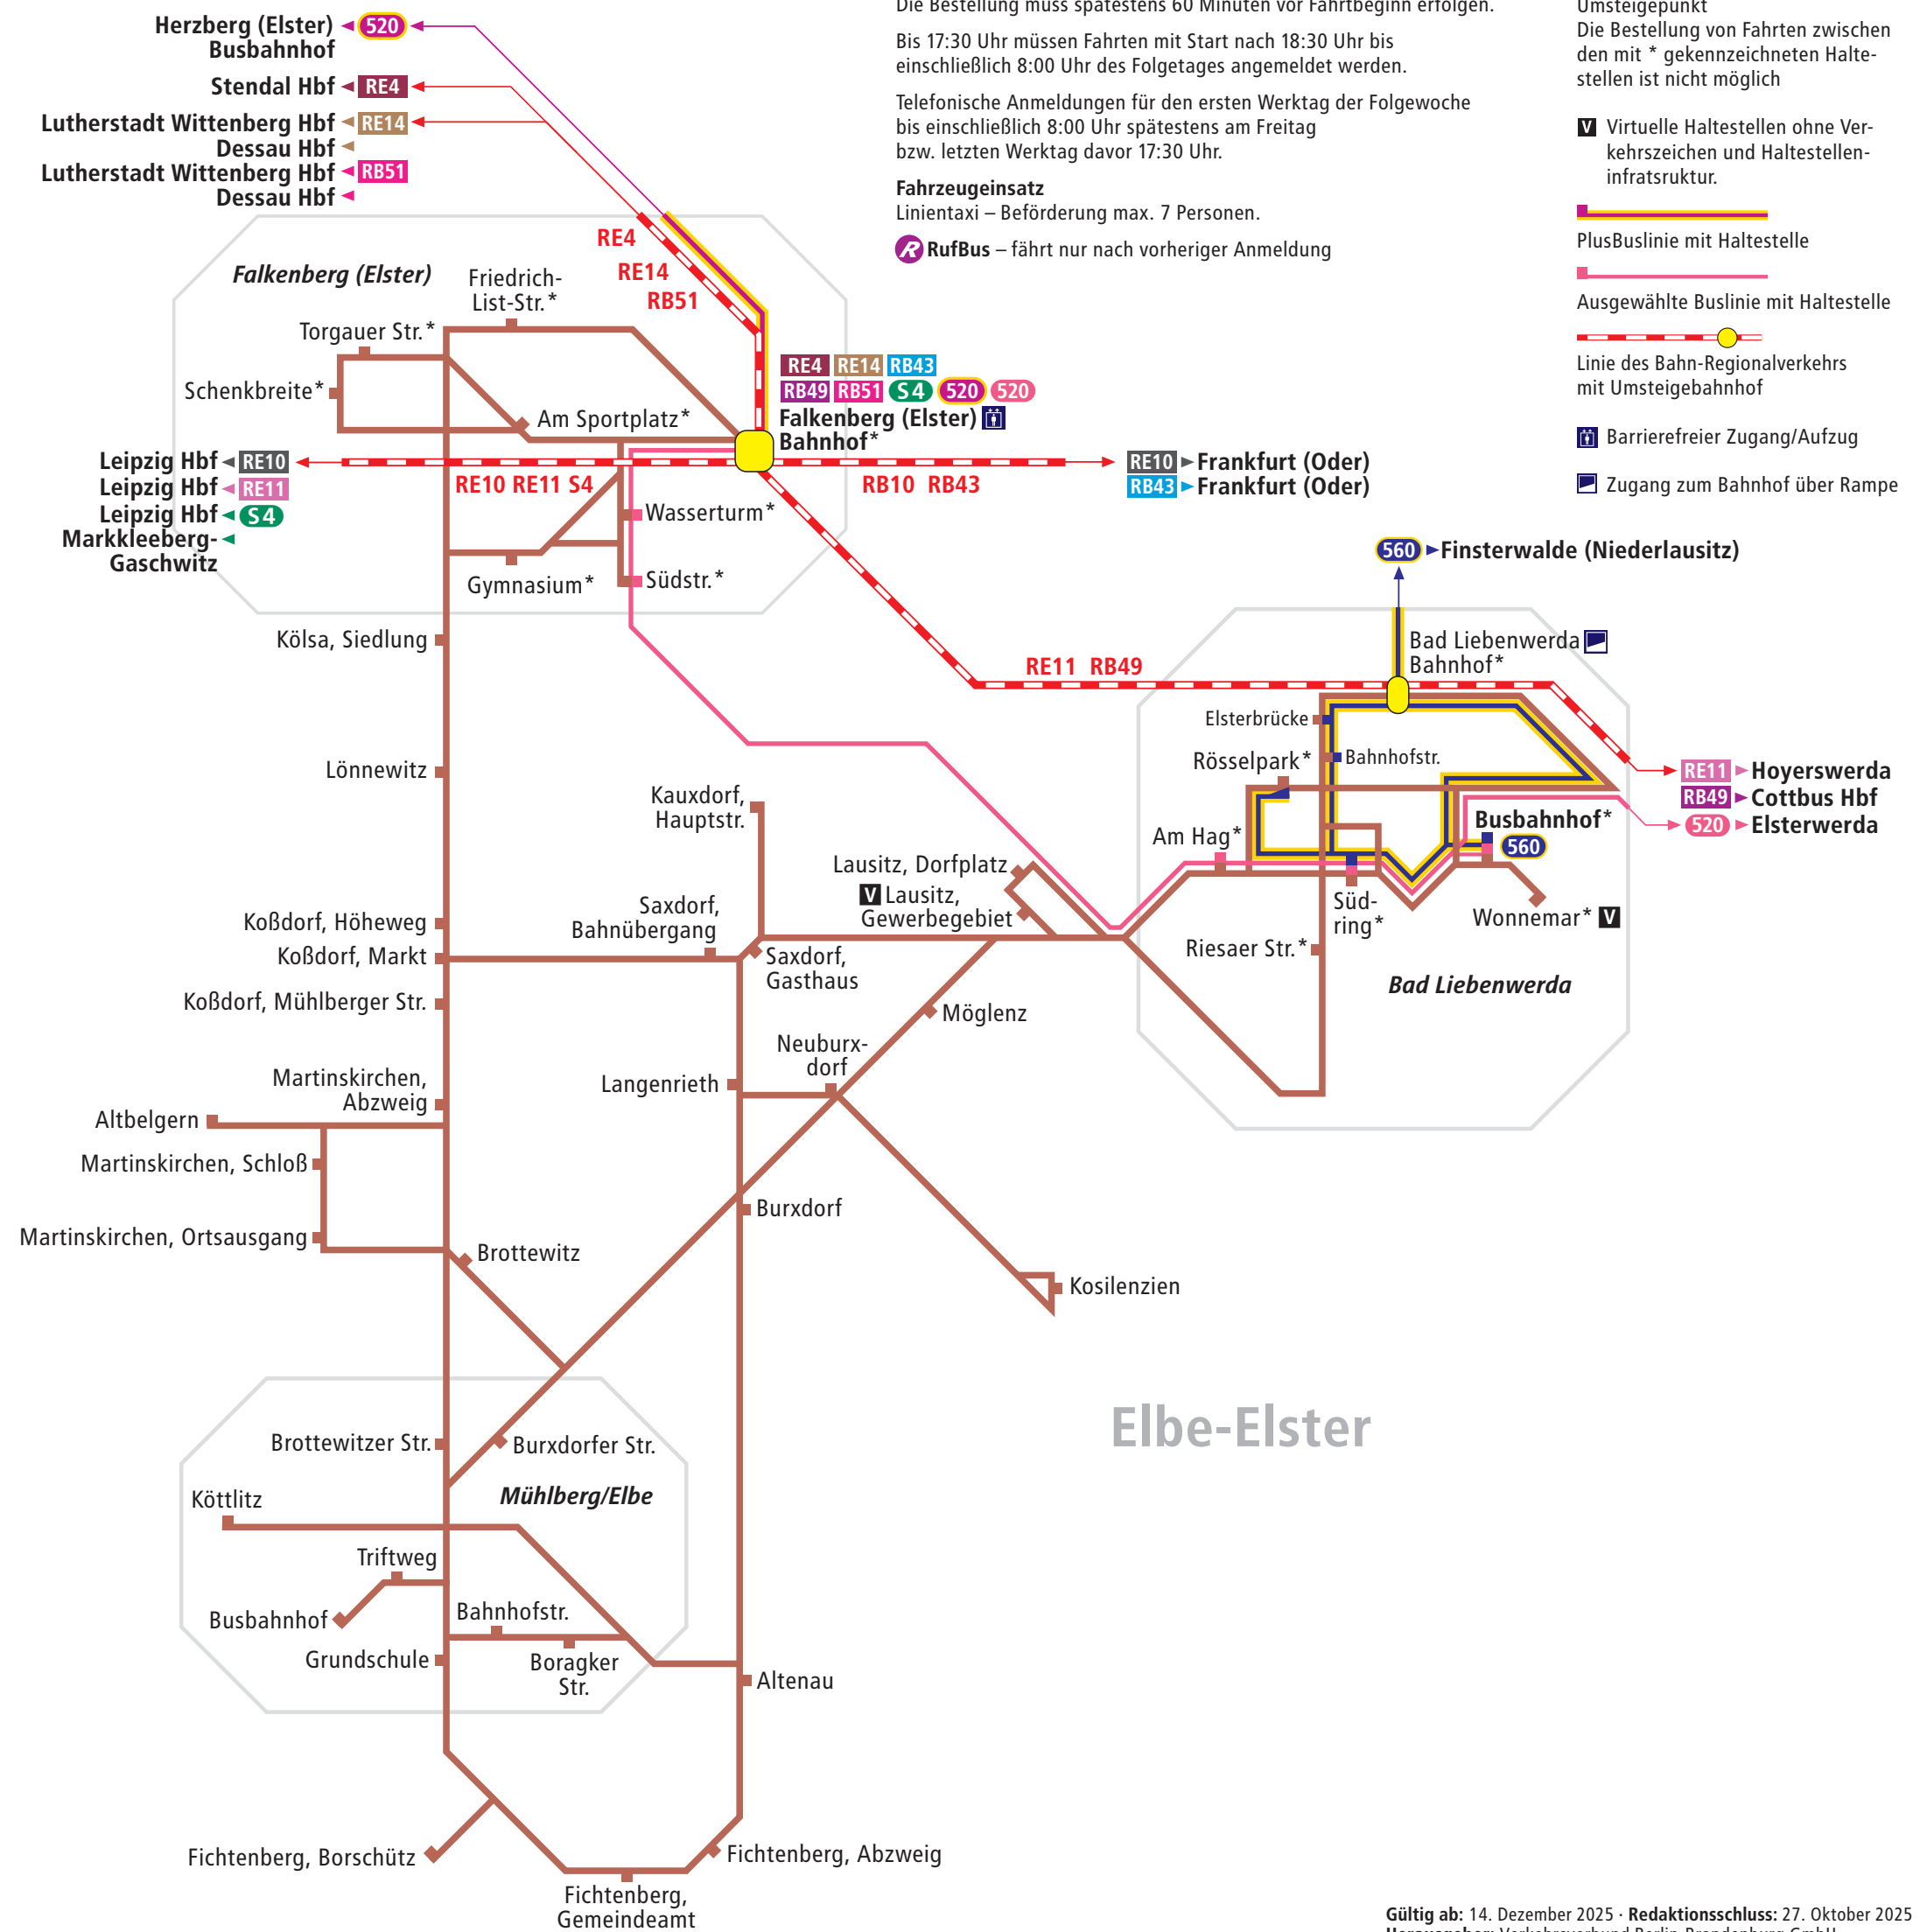 Die Bestellung muss spätestens 60 Minuten vor Fahrtbeginn erfolgen.
Bis 17:30 Uhr müssen Fahrten mit Start nach 18:30 Uhr bis
einschließlich 8:00 Uhr des Folgetages angemeldet werden.
Telefonische Anmeldungen für den ersten Werktag der Folgewoche
bis einschließlich 8:00 Uhr spätestens am Freitag
bzw. letzten Werktag davor 17:30 Uhr.
Fahrzeugeinsatz
Linientaxi – Beförderung max. 7 Personen.
R RufBus – fährt nur nach vorheriger Anmeldung
Umsteigepunkt
Die Bestellung von Fahrten zwischen
den mit * gekennzeichneten Halte-
stellen ist nicht möglich
V Virtuelle Haltestellen ohne Ver-
kehrszeichen und Haltestellen-
infratsruktur.
PlusBuslinie mit Haltestelle
Ausgewählte Buslinie mit Haltestelle
Linie des Bahn-Regionalverkehrs
mit Umsteigebahnhof
Barrierefreier Zugang/Aufzug
Zugang zum Bahnhof über Rampe
Herzberg (Elster) 520
Busbahnhof
Stendal Hbf RE4
Lutherstadt Wittenberg Hbf RE14
Dessau Hbf
Lutherstadt Wittenberg Hbf RB51
Dessau Hbf
RE4
RE14
RB51
Falkenberg (Elster)
Friedrich-
List-Str.*
Torgauer Str.*
Schenkbreite*
Am Sportplatz*
RE4 RE14 RB43
RB49 RB51 S4 520 520
Falkenberg (Elster)
Bahnhof*
Leipzig Hbf RE10
Leipzig Hbf RE11
Leipzig Hbf S4
Markkleeberg-
Gaschwitz
RE10 RE11 S4
RB10 RB43
RE10 Frankfurt (Oder)
RB43 Frankfurt (Oder)
Wasserturm*
Gymnasium*
Südstr.*
560 Finsterwalde (Niederlausitz)
Kölsa, Siedlung
Bad Liebenwerda
Bahnhof*
RE11 RB49
Elsterbrücke
Bahnhofstr.
Rösselpark*
RE11 Hoyerswerda
RB49 Cottbus Hbf
520 Elsterwerda
Lönnewitz
Kauxdorf,
Hauptstr.
Am Hag*
Busbahnhof*
560
Lausitz, Dorfplatz
V Lausitz,
Gewerbegebiet
Süd-
ring*
Wonnemar* V
Riesaer Str.*
Bad Liebenwerda
Saxdorf,
Bahnübergang
Koßdorf, Höheweg
Koßdorf, Markt
Saxdorf,
Gasthaus
Koßdorf, Mühlberger Str.
Möglenz
Neuburx-
dorf
Langenrieth
Martinskirchen,
Abzweig
Altbelgern
Martinskirchen, Schloß
Burxdorf
Martinskirchen, Ortsausgang
Brottewitz
Kosilenzien
Elbe-Elster
Brottewitzer Str.
Burxdorfer Str.
Mühlberg/Elbe
Köttlitz
Triftweg
Busbahnhof
Bahnhofstr.
Grundschule
Boragker
Str.
Altenau
Fichtenberg, Borschütz
Fichtenberg, Abzweig
Fichtenberg,
Gemeindeamt
Gültig ab: 14. Dezember 2025 · Redaktionsschluss: 27. Oktober 2025
Herausgeber: Verkehrsverbund Berlin-Brandenburg GmbH